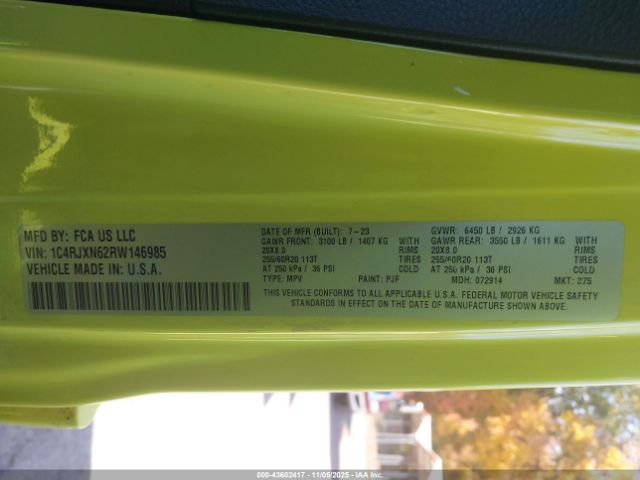 MFD BY: FCA US LLC
VIN: 1C4RJXN62RW146985
VEHICLE MADE IN: U.S.A.
DATE OF MFR (BUILT): 7-23 GVWR: 6450 LB / 2926 KG
GAWR FRONT: 3100 LB / 1407 KG WITH GAWR REAR: 3550 LB / 1611 KG WITH
20X8.0 RIMS 20X8.0 RIMS
255/60R20 113T TIRES 255/60R20 113T TIRES
AT 250 kPa / 36 PSI COLD AT 250 kPa / 36 PSI COLD
TYPE: MPV PAINT: PJF MDH: 072914 MKT: 075
THIS VEHICLE CONFORMS TO ALL APPLICABLE U.S.A. FEDERAL MOTOR VEHICLE SAFETY
STANDARDS IN EFFECT ON THE DATE OF MANUFACTURE SHOWN ABOVE.
000-43602417 - 11/05/2025 - IAAI.COM